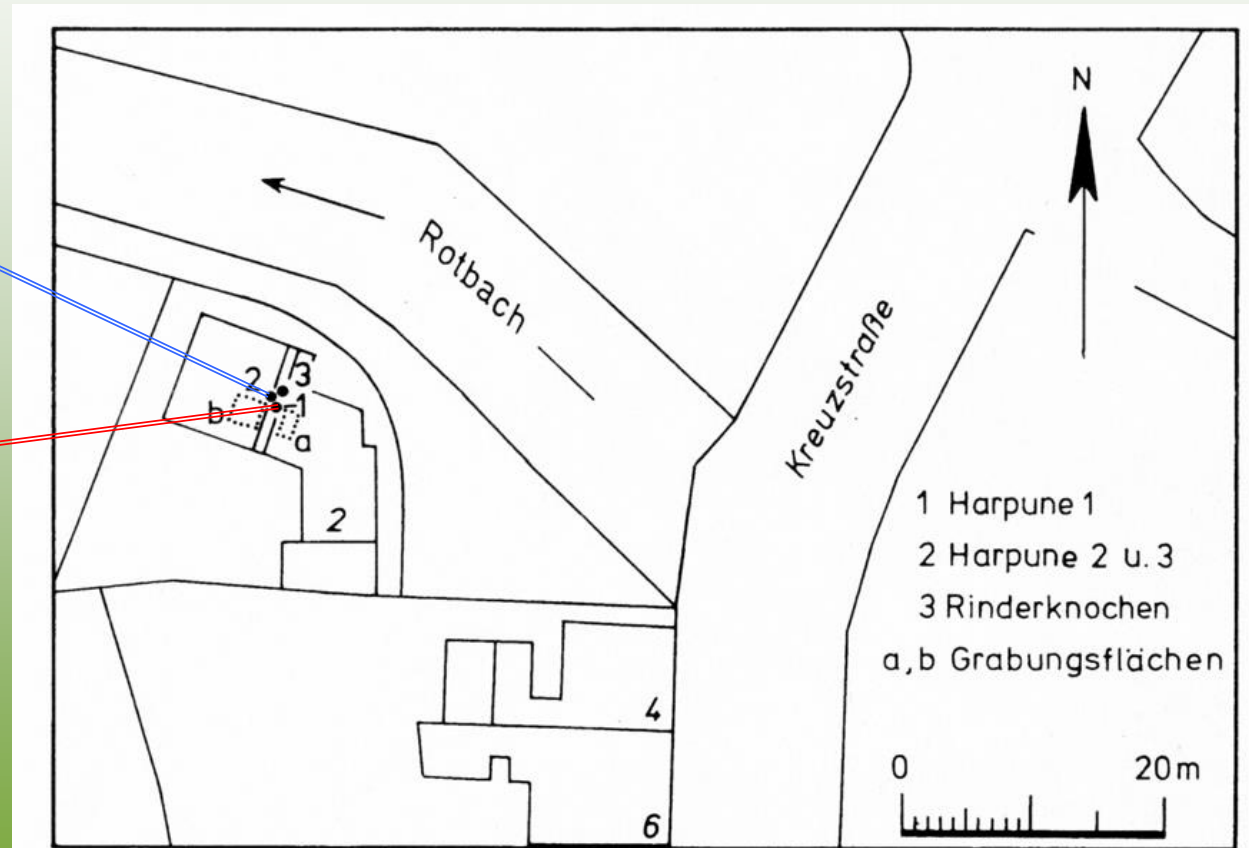 N
Rotbach
Kreuzstraße
2
3
1
b
a
2
1 Harpune 1
2 Harpune 2 u. 3
3 Rinderknochen
a,b Grabungsflächen
4
6
0
20 m